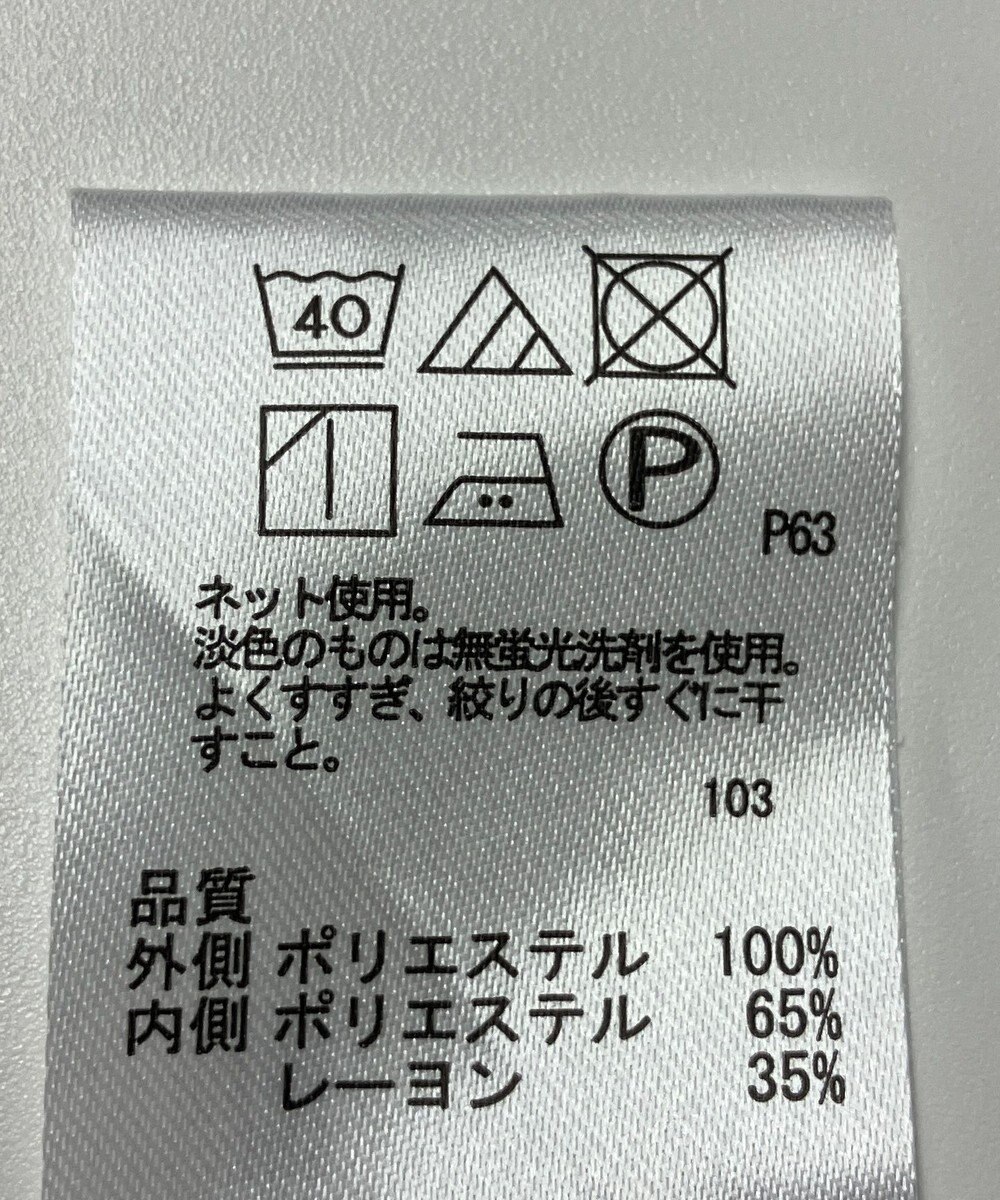 40
P
P63
ネット使用。
淡色のものは無蛍光洗剤を使用。
よくすすぎ、絞りの後すぐに干
すこと。
103
品質
外側 ポリエステル 100%
内側 ポリエステル 65%
レーヨン 35%